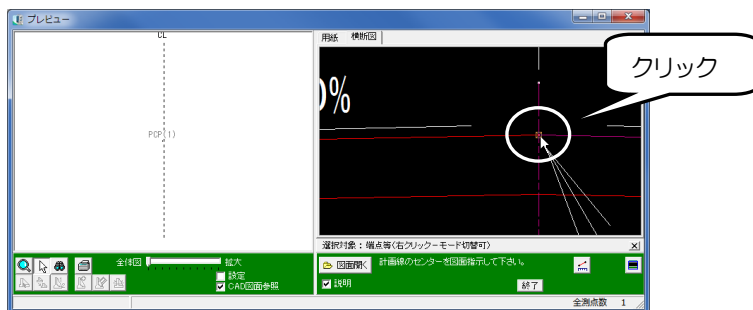 プレビュー
CL
PCP(1)
用紙 横断図
)%
クリック
選択対象:端点等(右クリックーモード切替可)
全体図 拡大
設定
CAD図面参照
図面開く 計画線のセンターを図面指示して下さい。
説明
終了
全測点数 1